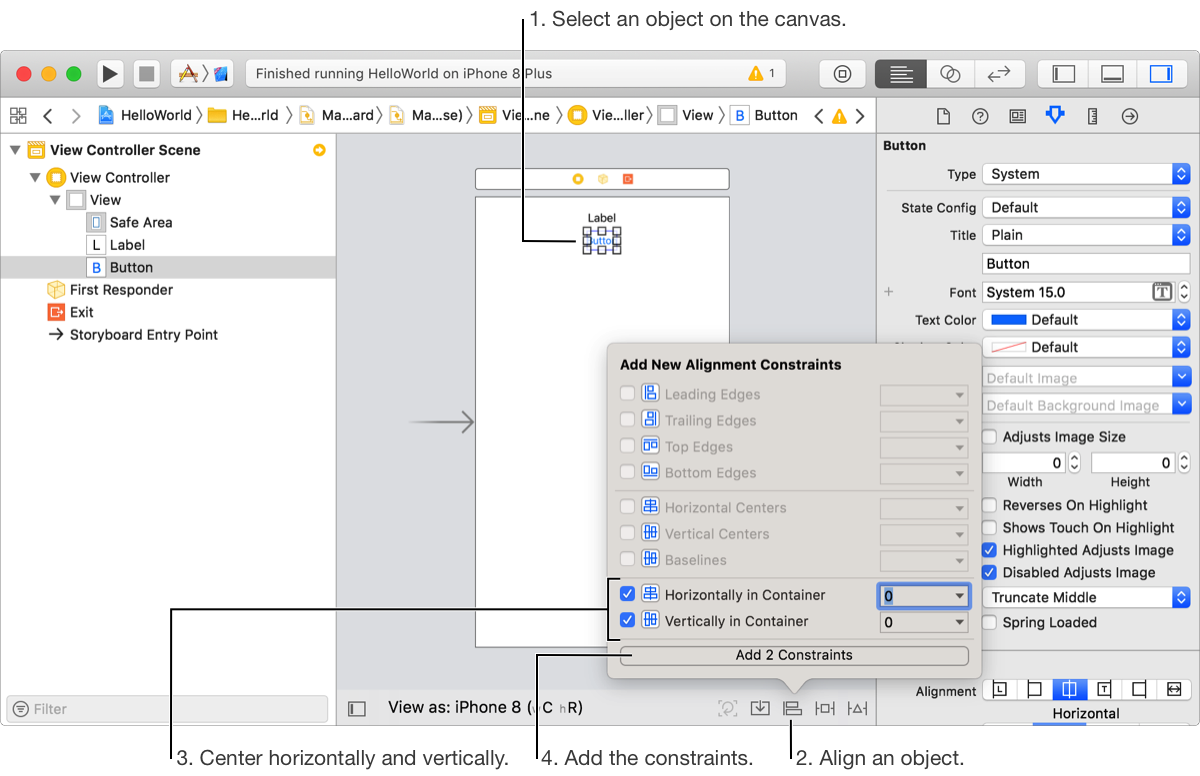 1. Select an object on the canvas.
Finished running HelloWorld on iPhone 8 Plus
1
HelloWorld
He...rld
Ma...ard
Ma...se)
Vie...ne
Vie...ller
View
B Button
View Controller Scene
View Controller
View
Safe Area
L Label
B Button
First Responder
Exit
Storyboard Entry Point
Filter
Label
View as: iPhone 8 (wC hR)
Add New Alignment Constraints
Leading Edges
Trailing Edges
Top Edges
Bottom Edges
Horizontal Centers
Vertical Centers
Baselines
Horizontally in Container 0
Vertically in Container 0
Add 2 Constraints
Button
Type System
State Config Default
Title Plain
Button
+ Font System 15.0 T
Text Color Default
Default
Default Image
Default Background Image
Adjusts Image Size
0 0
Width Height
Reverses On Highlight
Shows Touch On Highlight
Highlighted Adjusts Image
Disabled Adjusts Image
Truncate Middle
Spring Loaded
Alignment
Horizontal
3. Center horizontally and vertically.
4. Add the constraints.
2. Align an object.